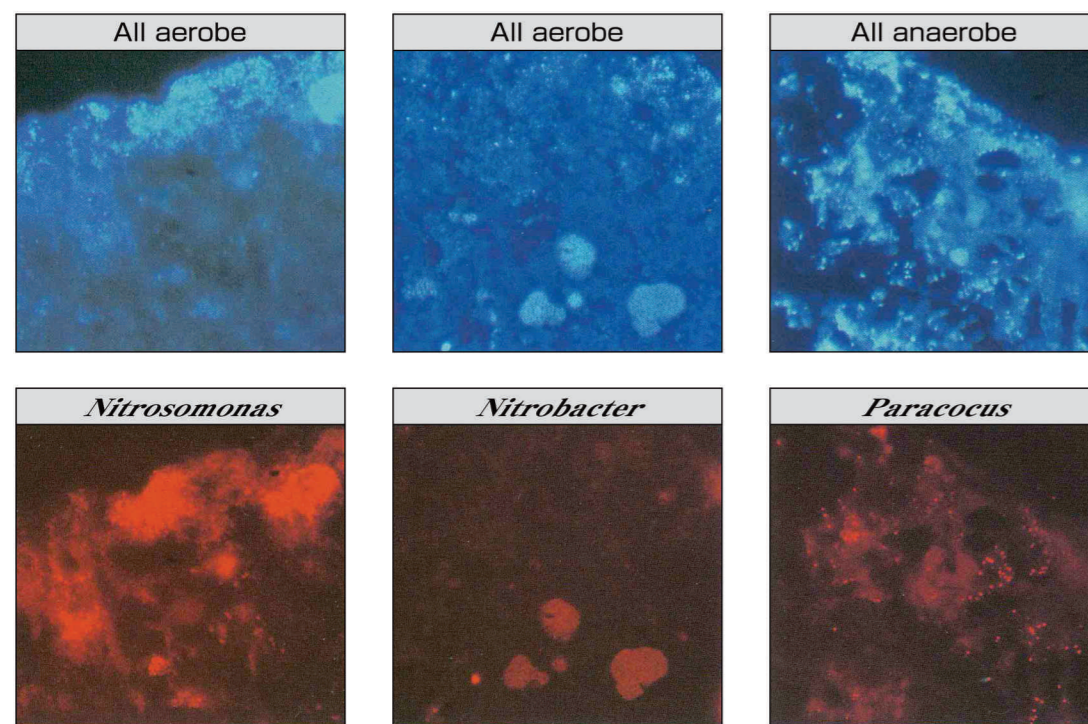 All aerobe
All aerobe
All anaerobe
Nitrosomonas
Nitrobacter
Paracocus